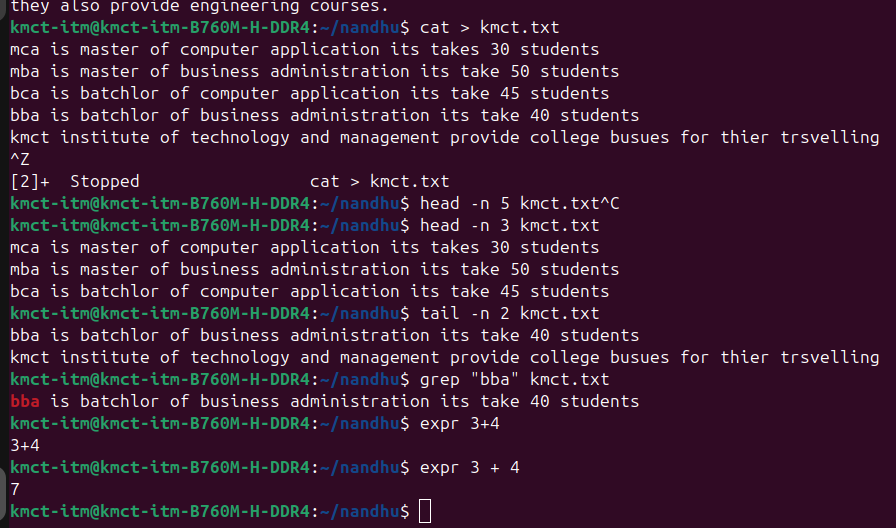 they also provide engineering courses.
kmct-itm@kmct-itm-B760M-H-DDR4:~/nandhu$ cat > kmct.txt
mca is master of computer application its takes 30 students
mba is master of business administration its take 50 students
bca is batchlor of computer application its take 45 students
bba is batchlor of business administration its take 40 students
kmct institute of technology and management provide college busues for thier trsvelling
^Z
[2]+  Stopped                 cat > kmct.txt
kmct-itm@kmct-itm-B760M-H-DDR4:~/nandhu$ head -n 5 kmct.txt^C
kmct-itm@kmct-itm-B760M-H-DDR4:~/nandhu$ head -n 3 kmct.txt
mca is master of computer application its takes 30 students
mba is master of business administration its take 50 students
bca is batchlor of computer application its take 45 students
kmct-itm@kmct-itm-B760M-H-DDR4:~/nandhu$ tail -n 2 kmct.txt
bba is batchlor of business administration its take 40 students
kmct institute of technology and management provide college busues for thier trsvelling
kmct-itm@kmct-itm-B760M-H-DDR4:~/nandhu$ grep "bba" kmct.txt
bba is batchlor of business administration its take 40 students
kmct-itm@kmct-itm-B760M-H-DDR4:~/nandhu$ expr 3+4
3+4
kmct-itm@kmct-itm-B760M-H-DDR4:~/nandhu$ expr 3 + 4
7
kmct-itm@kmct-itm-B760M-H-DDR4:~/nandhu$